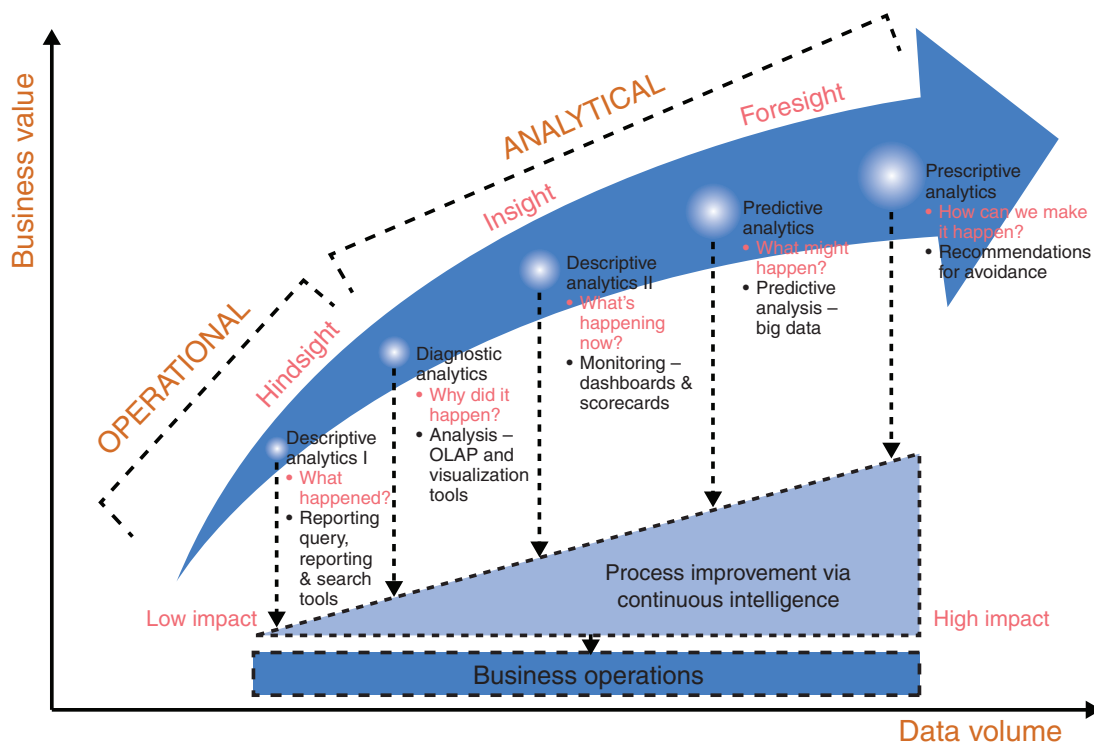 Business value
OPERATIONAL
ANALYTICAL
Hindsight
Insight
Foresight
Descriptive
analytics I
• What
happened?
• Reporting
query,
reporting
& search
tools
Diagnostic
analytics
• Why did it
happen?
• Analysis –
OLAP and
visualization
tools
Descriptive
analytics II
• What's
happening
now?
• Monitoring –
dashboards &
scorecards
Predictive
analytics
• What might
happen?
• Predictive
analysis –
big data
Prescriptive
analytics
• How can we make
it happen?
• Recommendations
for avoidance
Low impact
Process improvement via
continuous intelligence
High impact
Business operations
Data volume